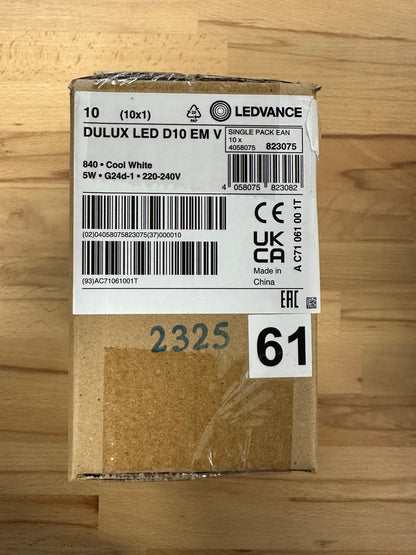 10 (10x1)
20
PAP
LEDVANCE
DULUX LED D10 EM V
SINGLE PACK EAN
10 x
4058075 823075
840 • Cool White
5W • G24d-1 • 220-240V
4 058075 823082
(02)04058075823075(37)000010
CE
UK
CA
A C71 061 00 1T
Made in
China
(93)AC71061001T
EAC
2325
61